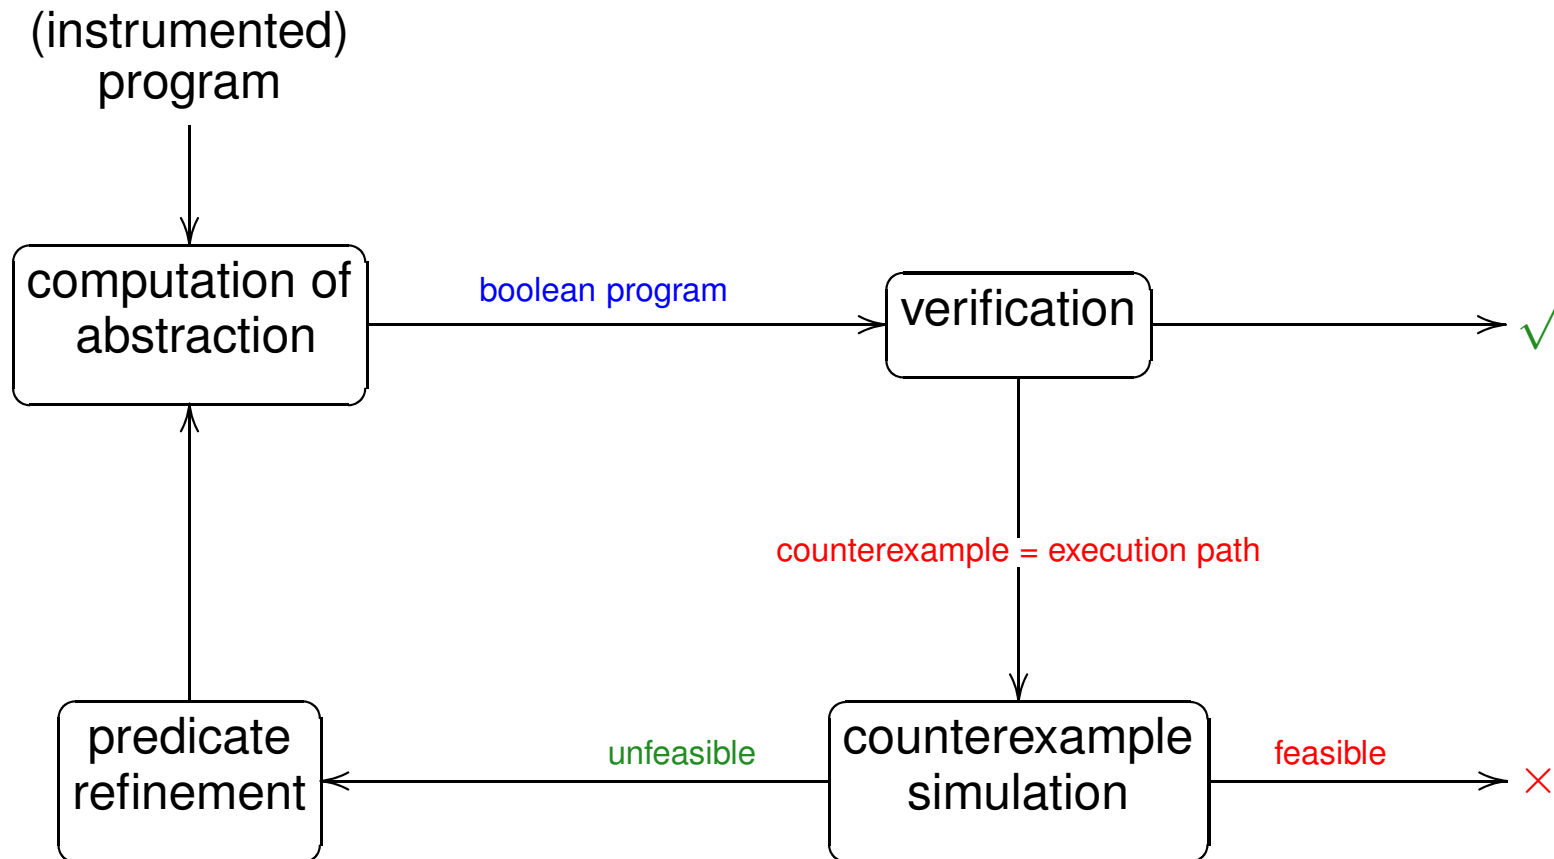 (instrumented)
program
computation of
abstraction
boolean program
verification
√
counterexample = execution path
predicate
refinement
unfeasible
counterexample
simulation
feasible
×